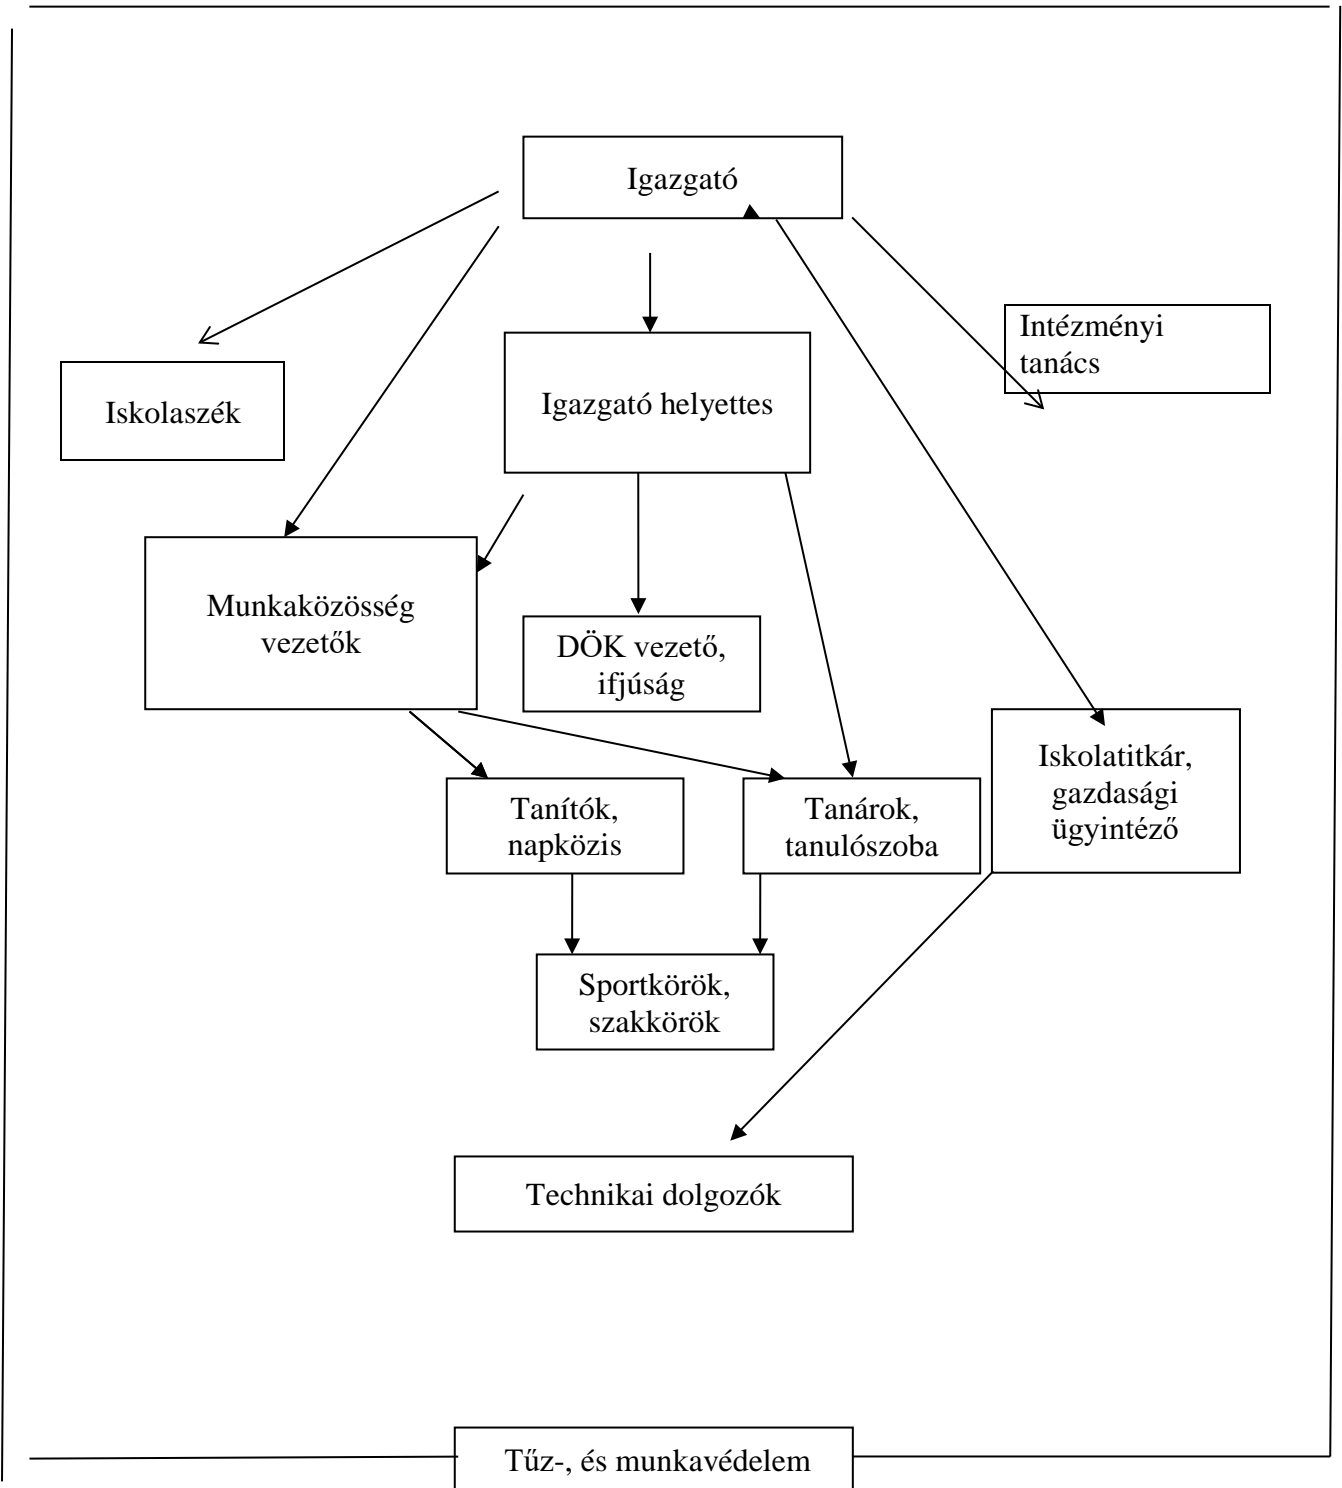 Igazgató
Intézményi
tanács
Iskolaszék
Igazgató helyettes
Munkaközösség
vezetők
DÖK vezető,
ifjúság
Iskolatitkár,
gazdasági
ügyintéző
Tanítók,
napközis
Tanárok,
tanulószoba
Sportkörök,
szakkörök
Technikai dolgozók
Tűz-, és munkavédelem